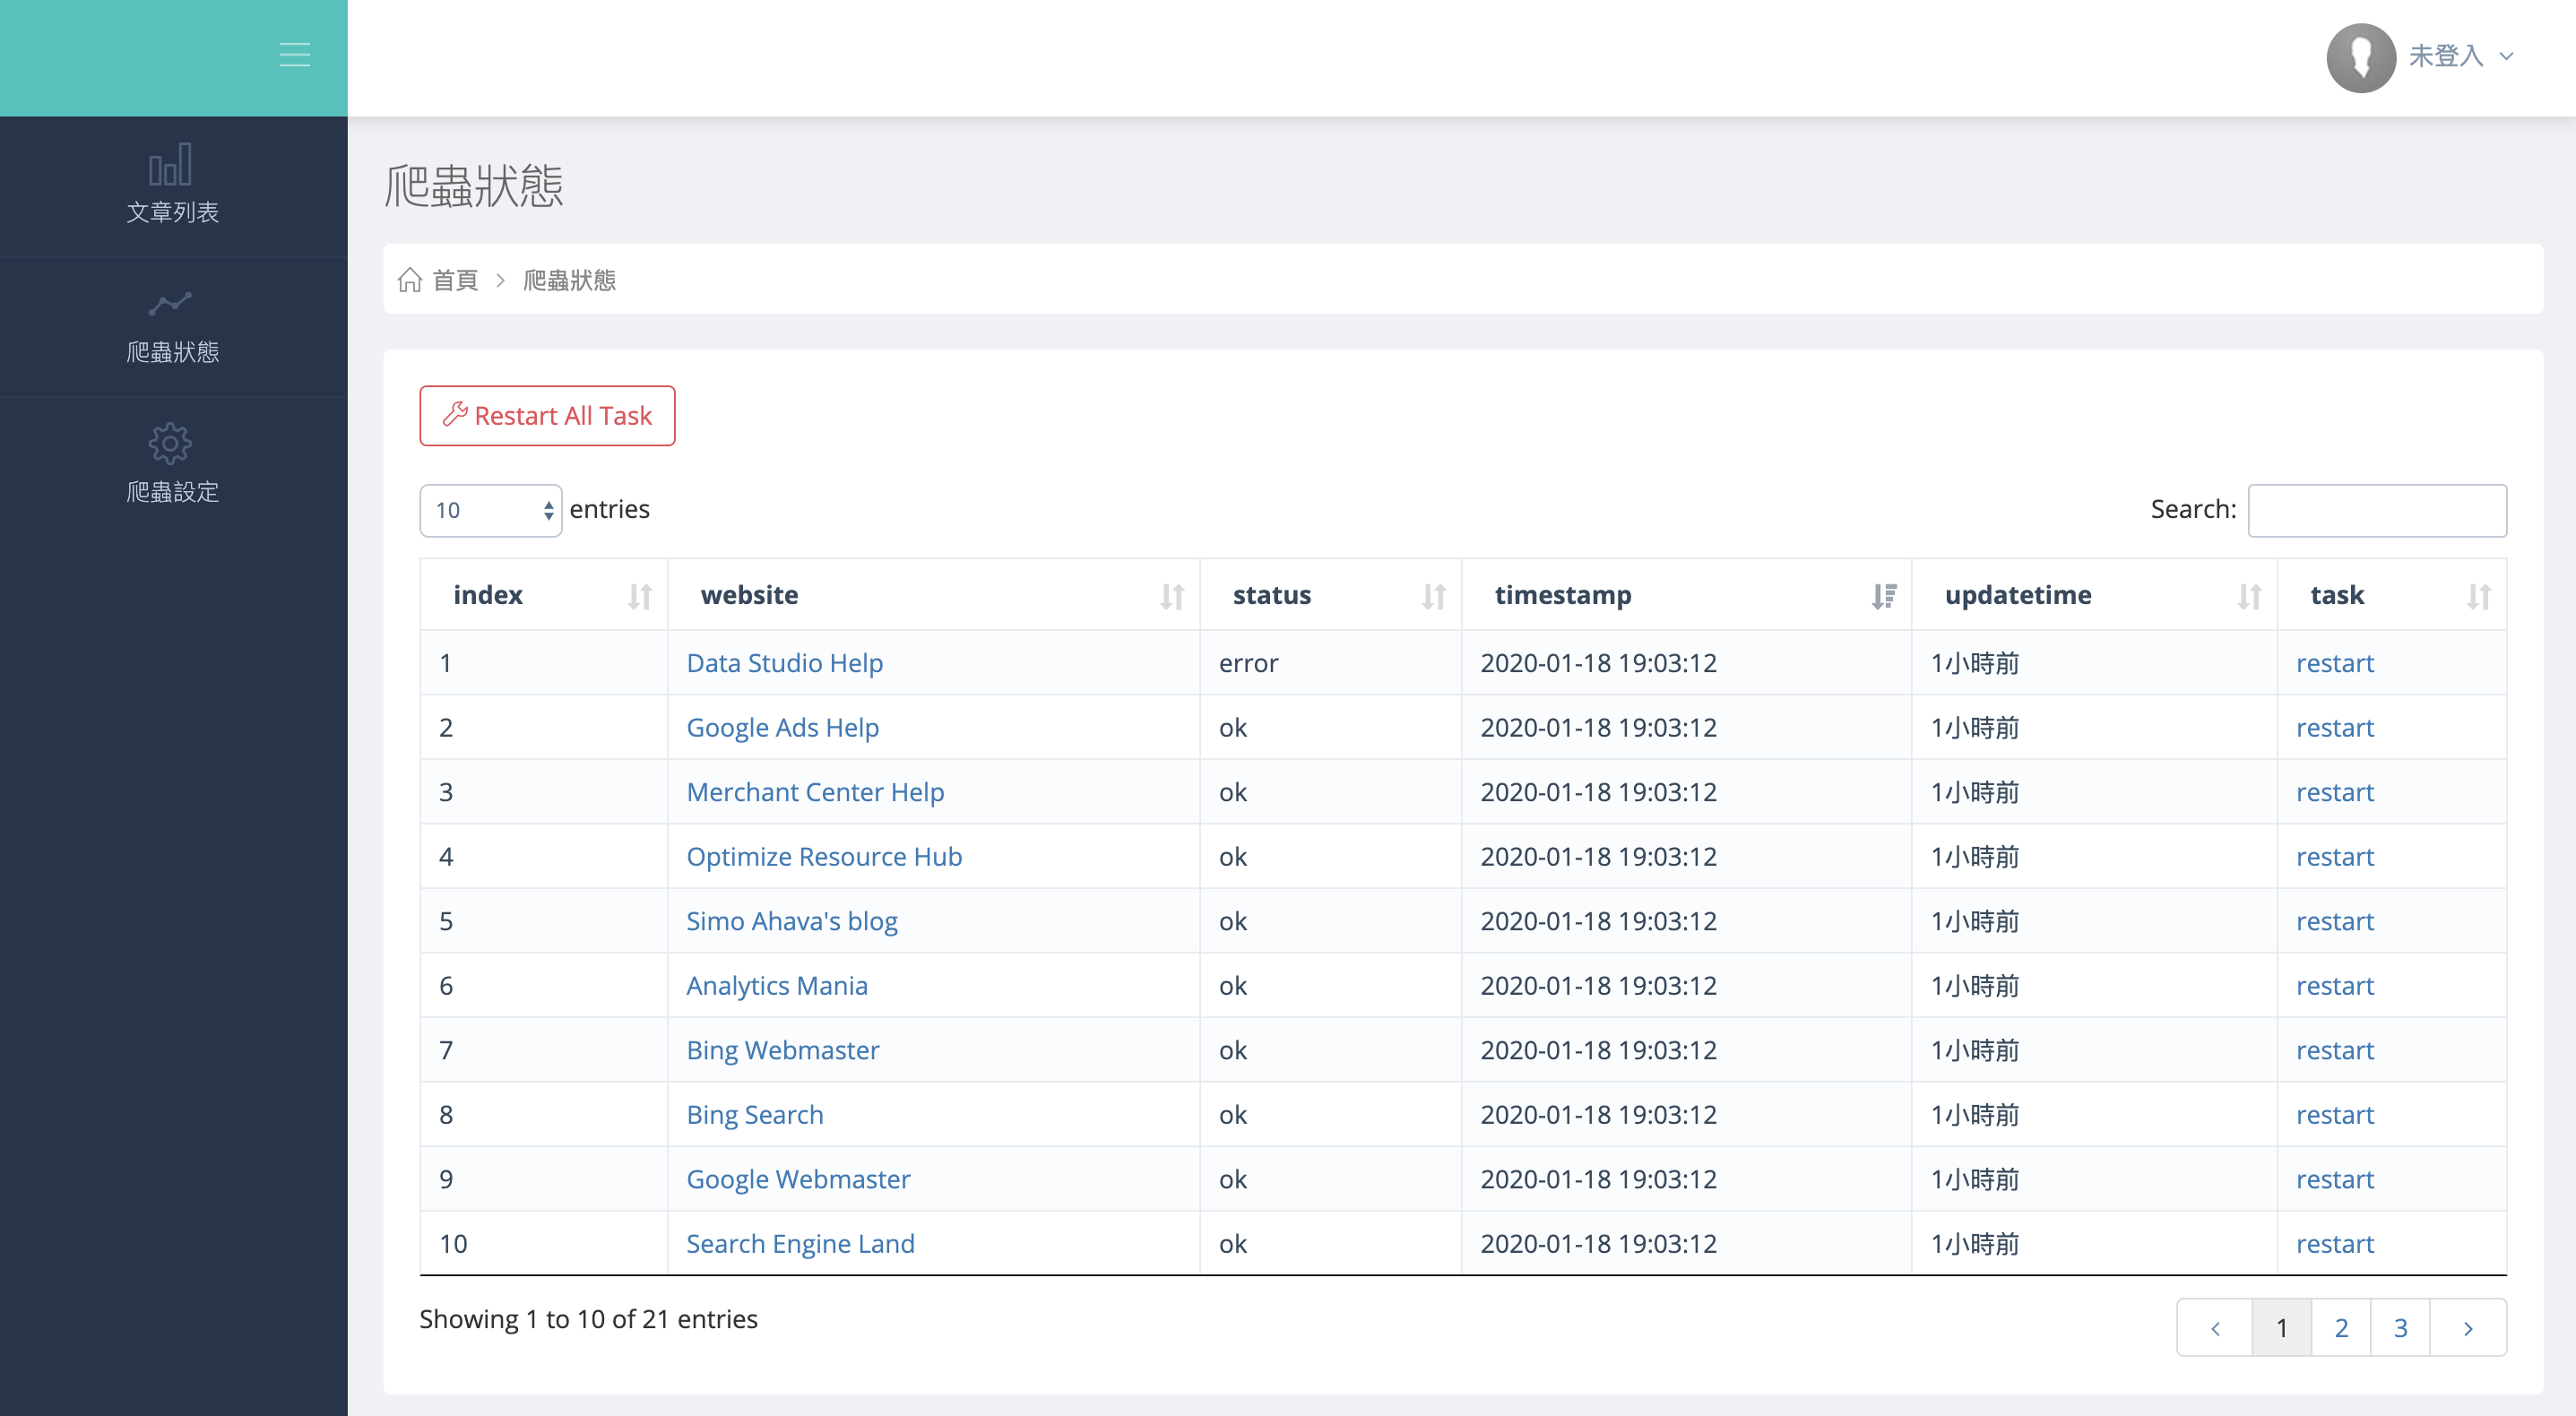 未登入
文章列表
爬蟲狀態
爬蟲設定
爬蟲狀態
首頁 > 爬蟲狀態
Restart All Task
10 entries
Search:
index website status timestamp updatetime task
1 Data Studio Help error 2020-01-18 19:03:12 1小時前 restart
2 Google Ads Help ok 2020-01-18 19:03:12 1小時前 restart
3 Merchant Center Help ok 2020-01-18 19:03:12 1小時前 restart
4 Optimize Resource Hub ok 2020-01-18 19:03:12 1小時前 restart
5 Simo Ahava's blog ok 2020-01-18 19:03:12 1小時前 restart
6 Analytics Mania ok 2020-01-18 19:03:12 1小時前 restart
7 Bing Webmaster ok 2020-01-18 19:03:12 1小時前 restart
8 Bing Search ok 2020-01-18 19:03:12 1小時前 restart
9 Google Webmaster ok 2020-01-18 19:03:12 1小時前 restart
10 Search Engine Land ok 2020-01-18 19:03:12 1小時前 restart
Showing 1 to 10 of 21 entries
‹ 1 2 3 ›